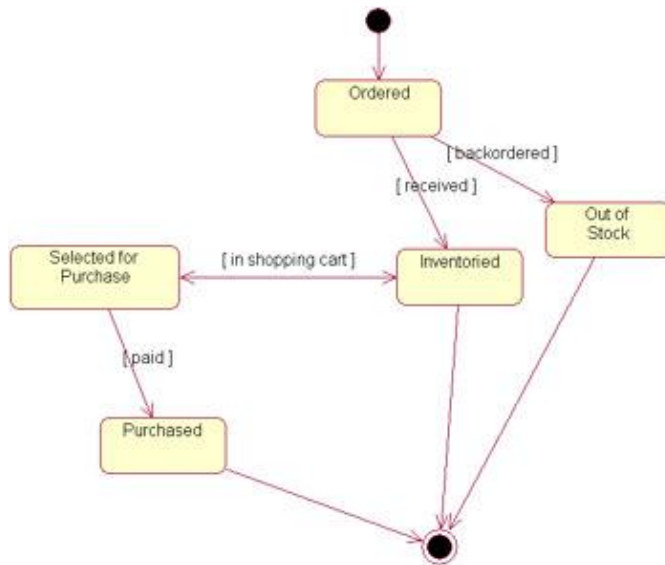 Ordered
[ backordered ]
[ received ]
Out of
Stock
Selected for
Purchase
[ in shopping cart ]
Inventoried
[ paid ]
Purchased